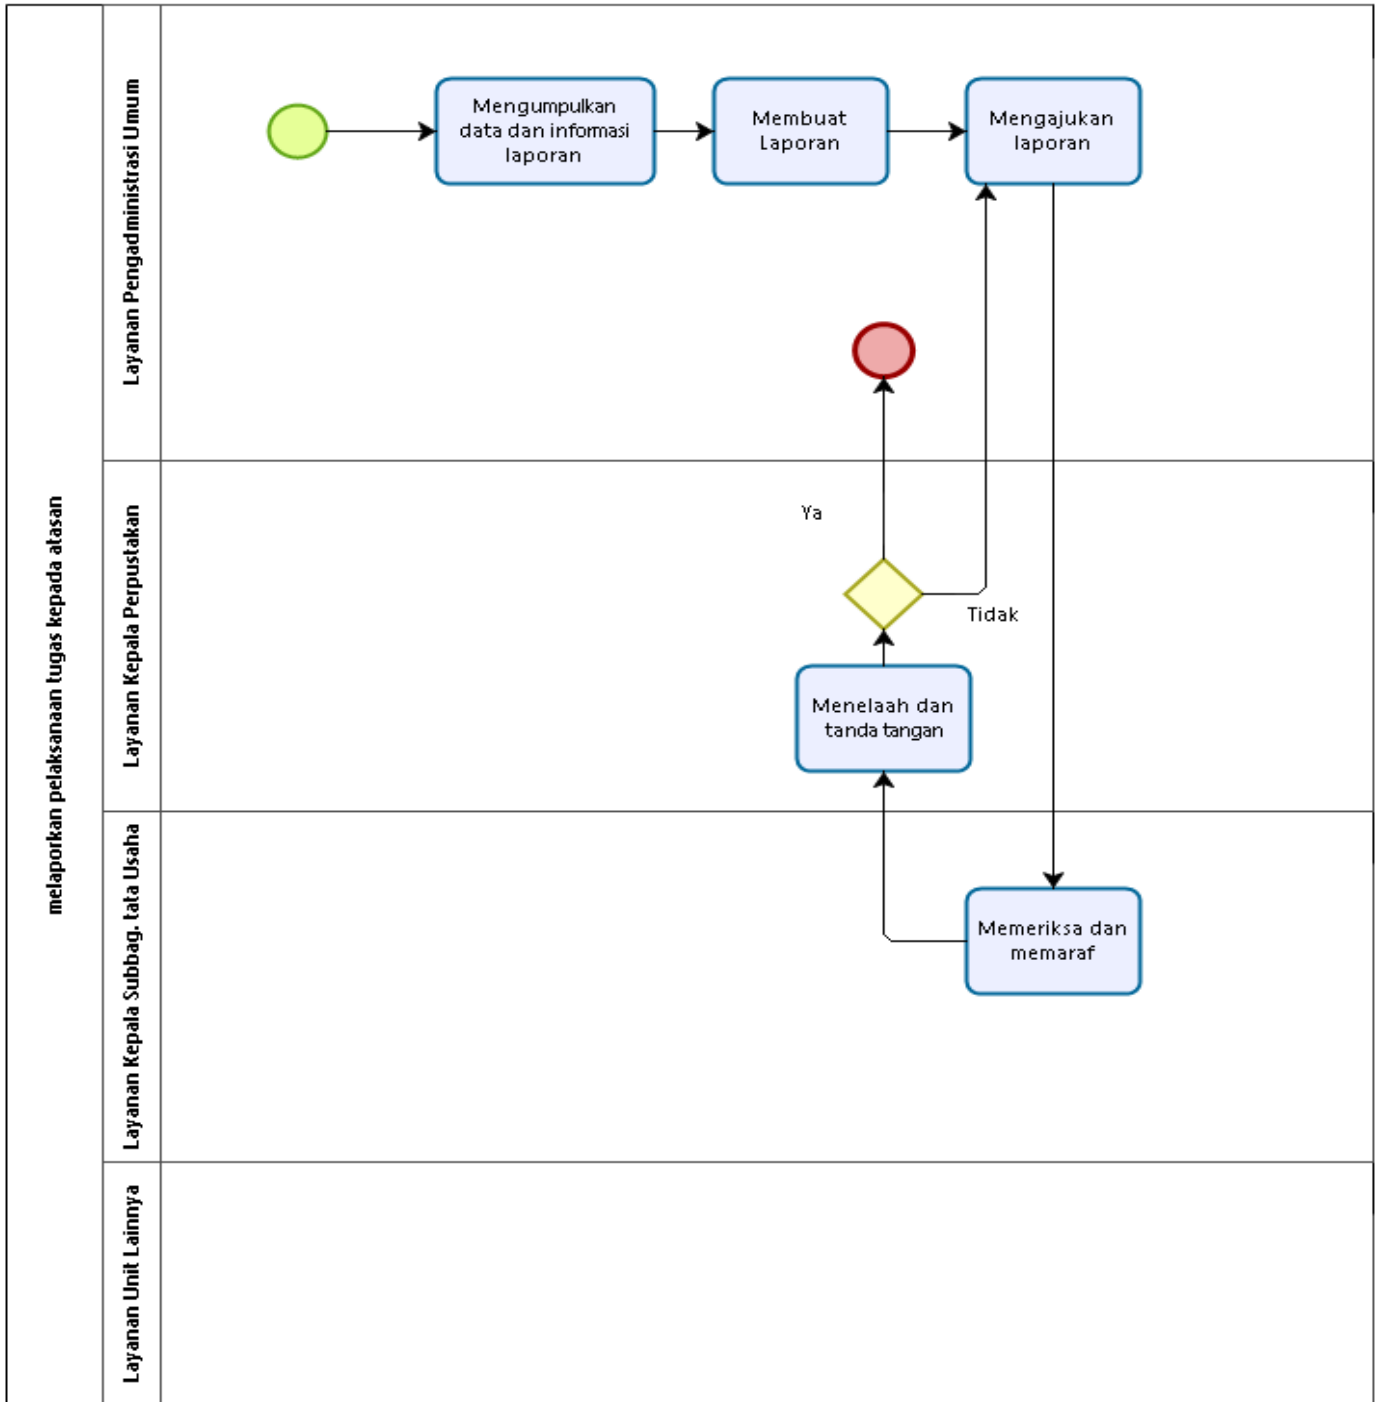 melaporkan pelaksanaan tugas kepada atasan
Layanan Pengadministrasi Umum
Mengumpulkan
data dan informasi
laporan
Membuat
Laporan
Mengajukan
laporan
Layanan Kepala Perpustakan
Ya
Tidak
Menelaah dan
tanda tangan
Layanan Kepala Subbag. tata Usaha
Memeriksa dan
memaraf
Layanan Unit Lainnya